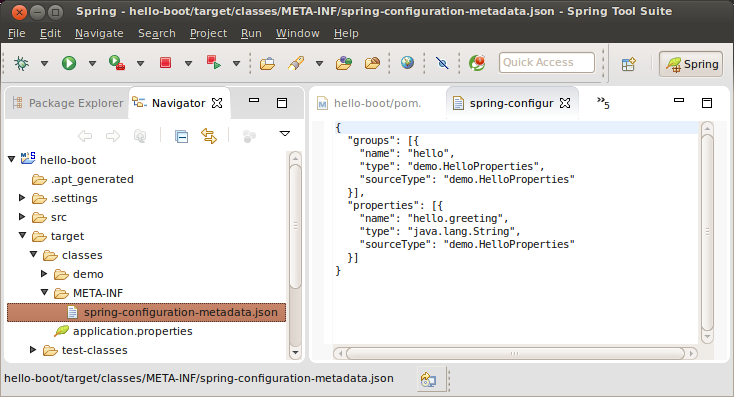 Spring - hello-boot/target/classes/META-INF/spring-configuration-metadata.json - Spring Tool Suite
File Edit Navigate Search Project Run Window Help
Quick Access
Spring
Package Explorer Navigator
hello-boot/pom. spring-configur »5
hello-boot
.apt_generated
.settings
src
target
classes
demo
META-INF
spring-configuration-metadata.json
application.properties
test-classes
{
"groups": [{
"name": "hello",
"type": "demo.HelloProperties",
"sourceType": "demo.HelloProperties"
}],
"properties": [{
"name": "hello.greeting",
"type": "java.lang.String",
"sourceType": "demo.HelloProperties"
}]
}
hello-boot/target/classes/META-INF/spring-configuration-metadata.json